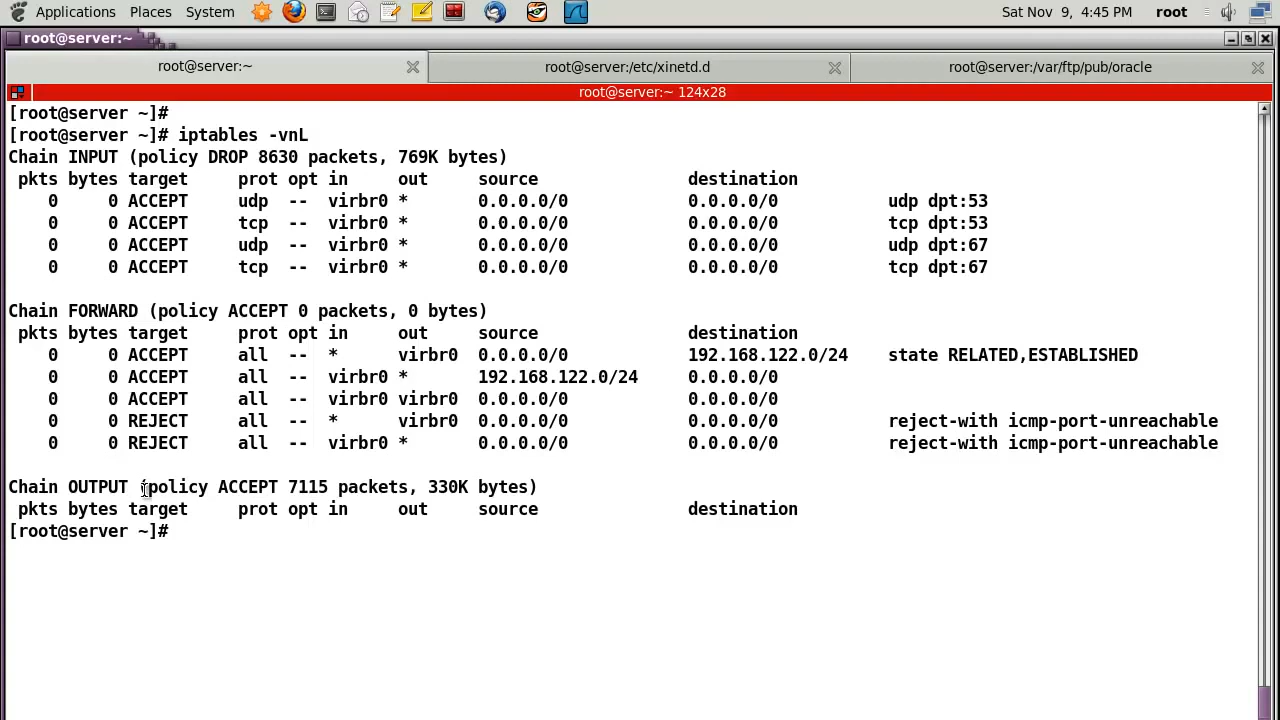 Applications Places System Sat Nov 9, 4:45 PM root
root@server:~
root@server:~ root@server:/etc/xinetd.d root@server:/var/ftp/pub/oracle
root@server:~ 124x28
[root@server ~]#
[root@server ~]# iptables -vnL
Chain INPUT (policy DROP 8630 packets, 769K bytes)
pkts bytes target prot opt in out source destination
0 0 ACCEPT udp -- virbr0 * 0.0.0.0/0 0.0.0.0/0 udp dpt:53
0 0 ACCEPT tcp -- virbr0 * 0.0.0.0/0 0.0.0.0/0 tcp dpt:53
0 0 ACCEPT udp -- virbr0 * 0.0.0.0/0 0.0.0.0/0 udp dpt:67
0 0 ACCEPT tcp -- virbr0 * 0.0.0.0/0 0.0.0.0/0 tcp dpt:67
Chain FORWARD (policy ACCEPT 0 packets, 0 bytes)
pkts bytes target prot opt in out source destination
0 0 ACCEPT all -- * virbr0 0.0.0.0/0 192.168.122.0/24 state RELATED,ESTABLISHED
0 0 ACCEPT all -- virbr0 * 192.168.122.0/24 0.0.0.0/0
0 0 ACCEPT all -- virbr0 virbr0 0.0.0.0/0 0.0.0.0/0
0 0 REJECT all -- * virbr0 0.0.0.0/0 0.0.0.0/0 reject-with icmp-port-unreachable
0 0 REJECT all -- virbr0 * 0.0.0.0/0 0.0.0.0/0 reject-with icmp-port-unreachable
Chain OUTPUT (policy ACCEPT 7115 packets, 330K bytes)
pkts bytes target prot opt in out source destination
[root@server ~]#